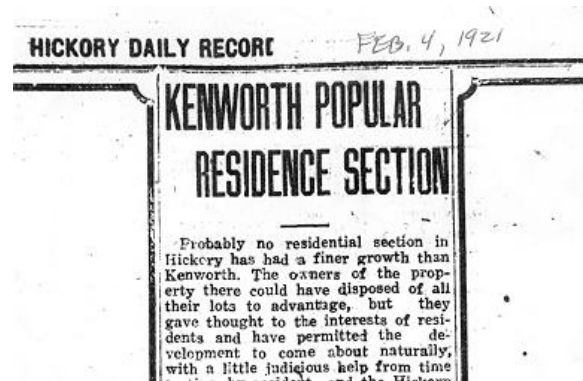 HICKORY DAILY RECORD
FEB. 4, 1921
KENWORTH POPULAR
RESIDENCE SECTION
Probably no residential section in
Hickory has had a finer growth than
Kenworth. The owners of the prop-
erty there could have disposed of all
their lots to advantage, but they
gave thought to the interests of resi-
dents and have permitted the de-
velopment to come about naturally,
with a little judicious help from time
and the Hickory